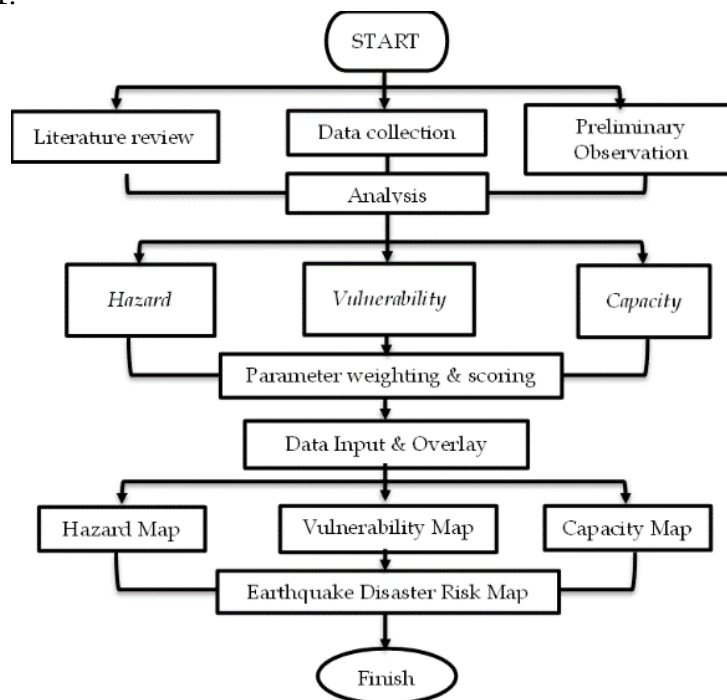 START
Literature review
Data collection
Preliminary
Observation
Analysis
Hazard
Vulnerability
Capacity
Parameter weighting & scoring
Data Input & Overlay
Hazard Map
Vulnerability Map
Capacity Map
Earthquake Disaster Risk Map
Finish